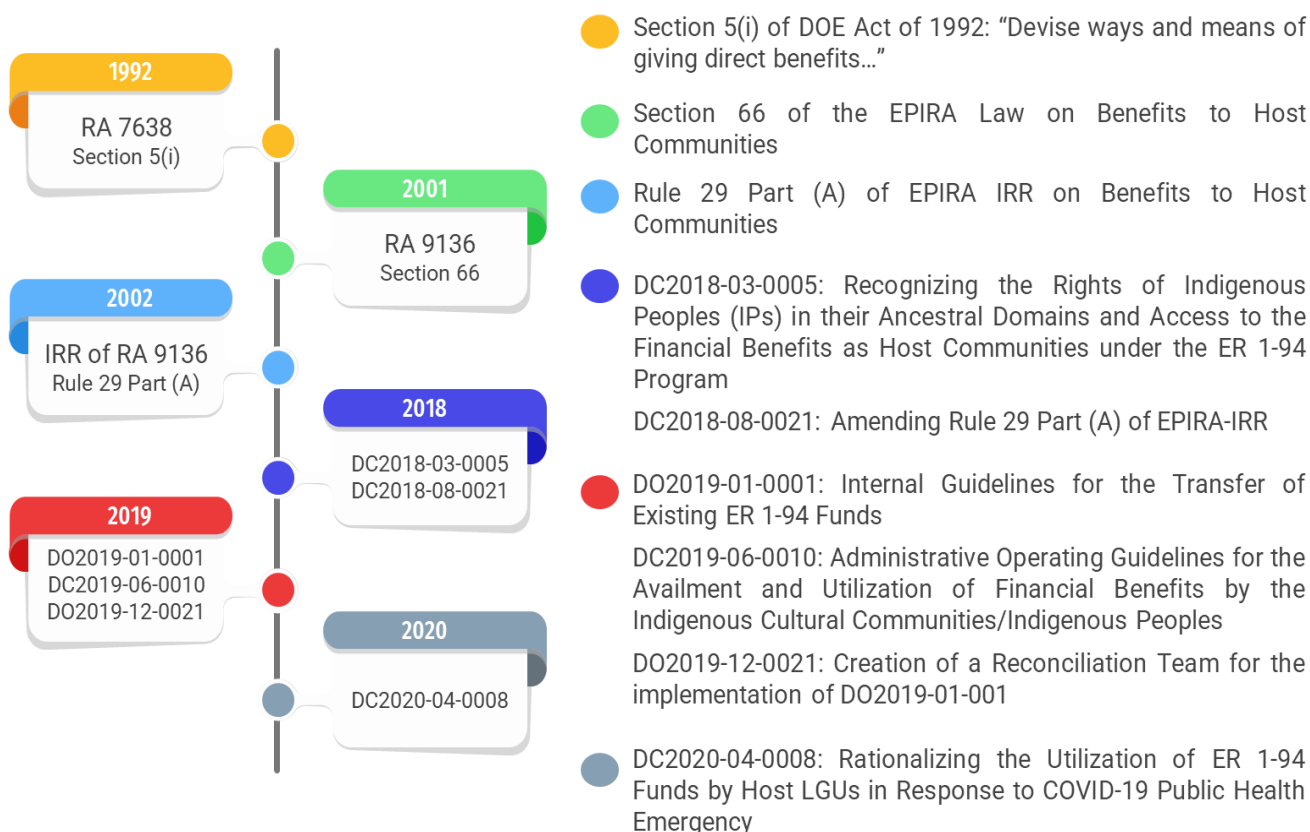 1992
RA 7638
Section 5(i)
2001
RA 9136
Section 66
2002
IRR of RA 9136
Rule 29 Part (A)
2018
DC2018-03-0005
DC2018-08-0021
2019
DO2019-01-0001
DC2019-06-0010
DO2019-12-0021
2020
DC2020-04-0008
Section 5(i) of DOE Act of 1992: “Devise ways and means of
giving direct benefits…”
Section 66 of the EPIRA Law on Benefits to Host
Communities
Rule 29 Part (A) of EPIRA IRR on Benefits to Host
Communities
DC2018-03-0005: Recognizing the Rights of Indigenous
Peoples (IPs) in their Ancestral Domains and Access to the
Financial Benefits as Host Communities under the ER 1-94
Program
DC2018-08-0021: Amending Rule 29 Part (A) of EPIRA-IRR
DO2019-01-0001: Internal Guidelines for the Transfer of
Existing ER 1-94 Funds
DC2019-06-0010: Administrative Operating Guidelines for the
Availment and Utilization of Financial Benefits by the
Indigenous Cultural Communities/Indigenous Peoples
DO2019-12-0021: Creation of a Reconciliation Team for the
implementation of DO2019-01-001
DC2020-04-0008: Rationalizing the Utilization of ER 1-94
Funds by Host LGUs in Response to COVID-19 Public Health
Emergency